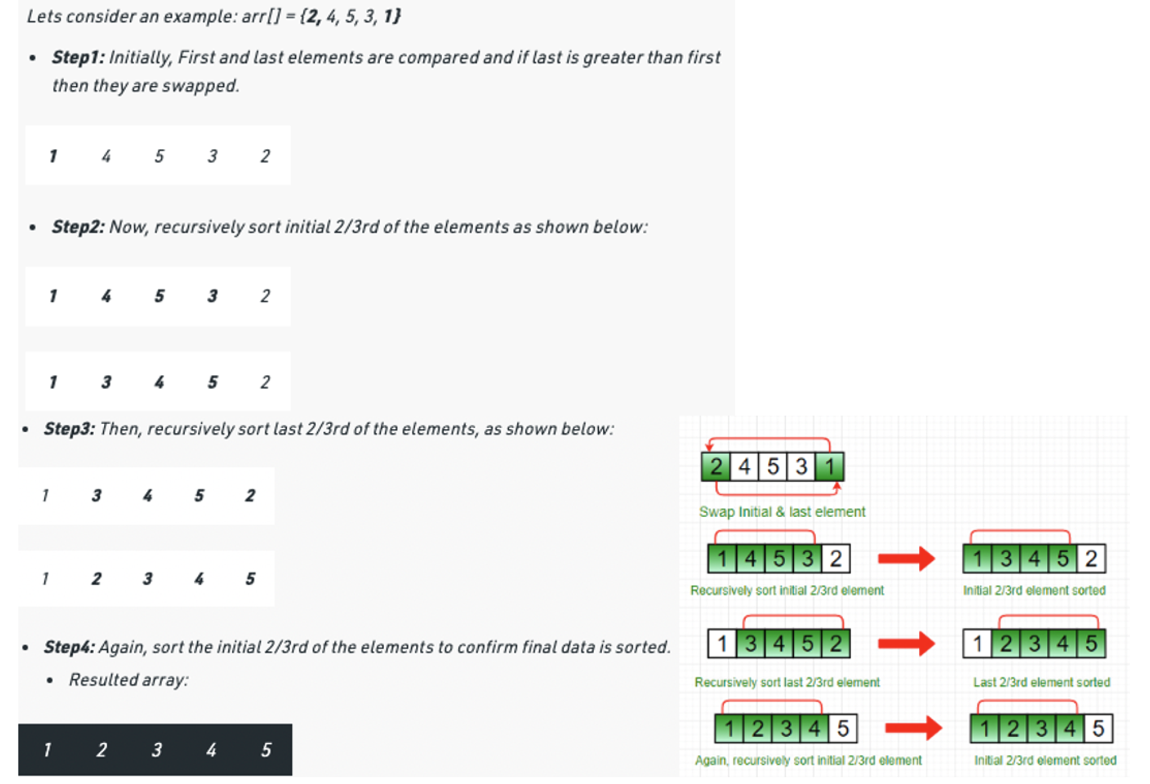 Lets consider an example: arr[] = {2, 4, 5, 3, 1}
• Step1: Initially, First and last elements are compared and if last is greater than first
then they are swapped.
1 4 5 3 2
• Step2: Now, recursively sort initial 2/3rd of the elements as shown below:
1 4 5 3 2
1 3 4 5 2
• Step3: Then, recursively sort last 2/3rd of the elements, as shown below:
1 3 4 5 2
1 2 3 4 5
• Step4: Again, sort the initial 2/3rd of the elements to confirm final data is sorted.
• Resulted array:
1 2 3 4 5
2 4 5 3 1
Swap Initial & last element
1 4 5 3 2
1 3 4 5 2
Recursively sort initial 2/3rd element
Initial 2/3rd element sorted
1 3 4 5 2
1 2 3 4 5
Recursively sort last 2/3rd element
Last 2/3rd element sorted
1 2 3 4 5
1 2 3 4 5
Again, recursively sort initial 2/3rd element
Initial 2/3rd element sorted